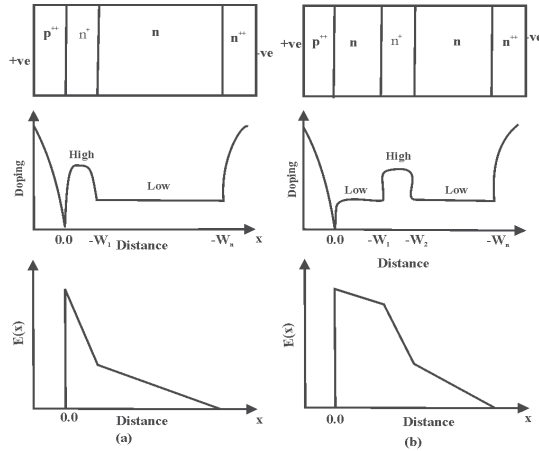 +ve p⁺⁺ n⁺ n n⁺⁺ -ve
Doping
High
Low
0.0 -W₁ Distance -Wₙ x
E(x)
0.0 Distance x
(a)
+ve p⁺⁺ n n⁺ n n⁺⁺ -ve
Doping
High
Low Low
0.0 -W₁ -W₂ -Wₙ
Distance
E(x)
0.0 Distance x
(b)